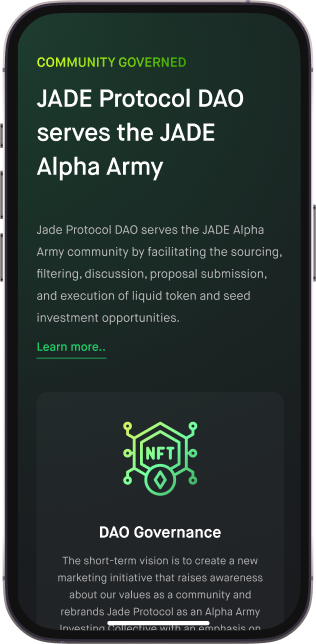 COMMUNITY GOVERNED
JADE Protocol DAO
serves the JADE
Alpha Army
Jade Protocol DAO serves the JADE Alpha
Army community by facilitating the sourcing,
filtering, discussion, proposal submission,
and execution of liquid token and seed
investment opportunities.
Learn more..
NFT
DAO Governance
The short-term vision is to create a new
marketing initiative that raises awareness
about our values as a community and
rebrands Jade Protocol as an Alpha Army
Investing Collective with an emphasis on